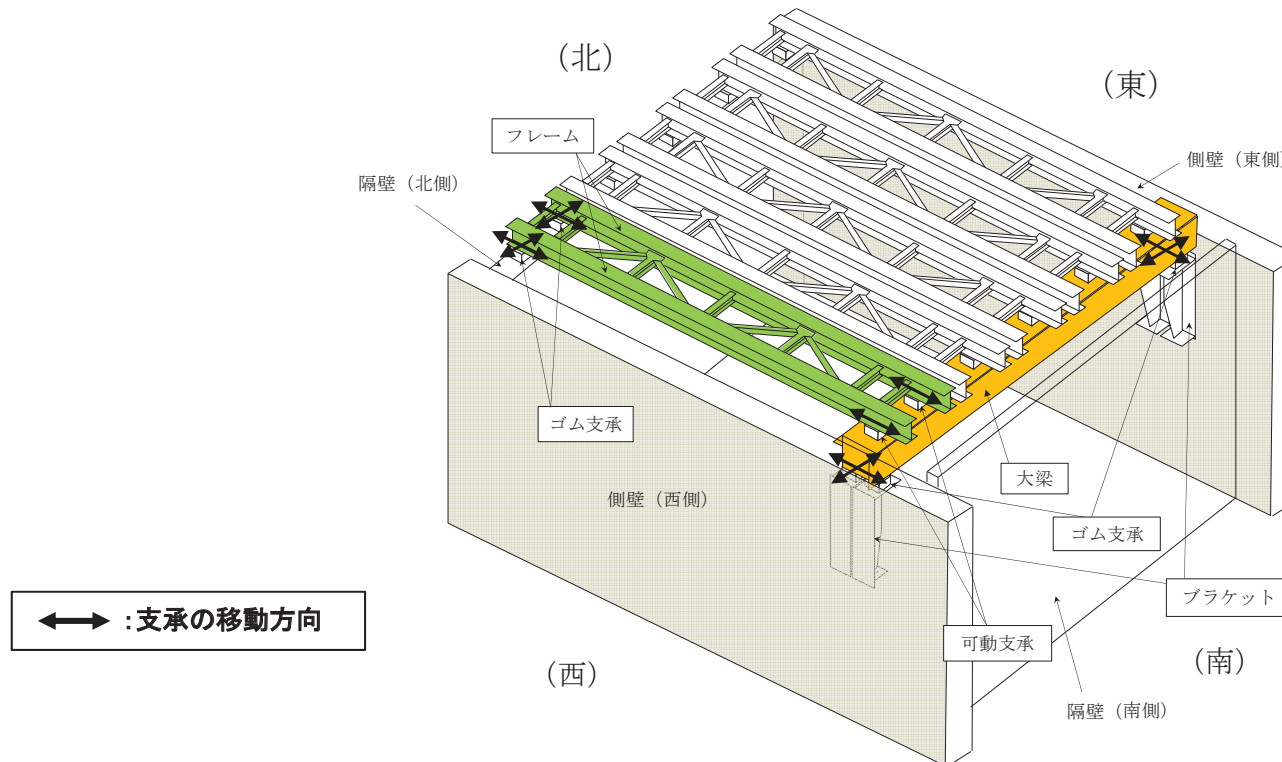 （北）
（東）
フレーム
側壁（東側）
隔壁（北側）
ゴム支承
大梁
側壁（西側）
ゴム支承
ブラケット
：支承の移動方向
可動支承
（西）
（南）
隔壁（南側）